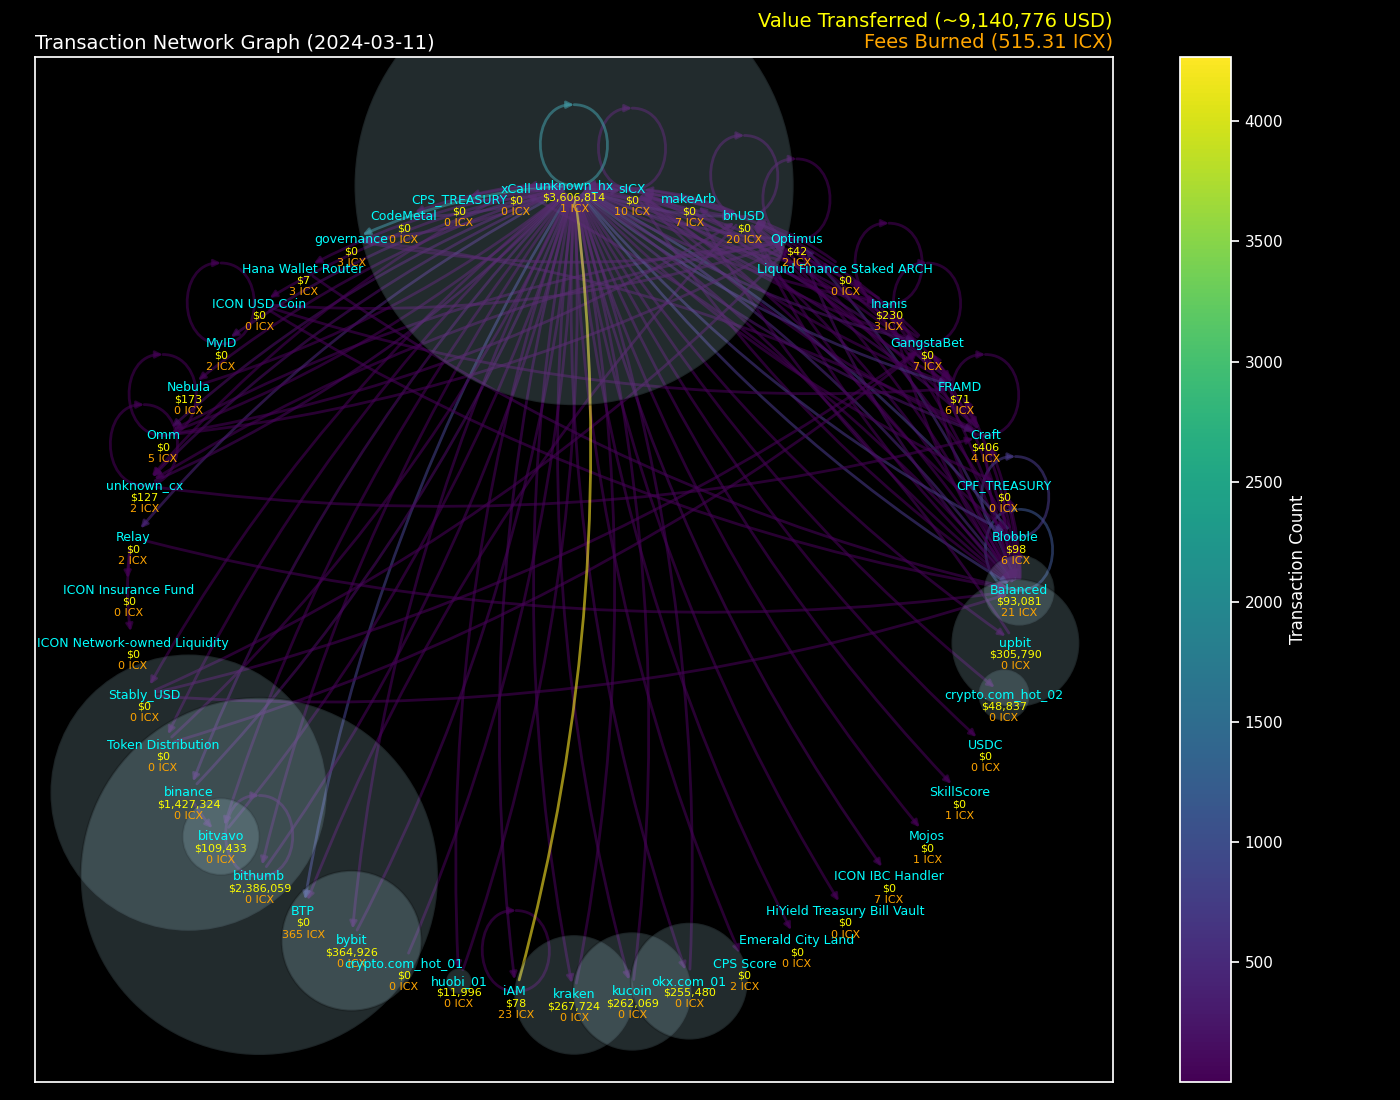 Value Transferred (~9,140,776 USD)
Transaction Network Graph (2024-03-11)
Fees Burned (515.31 ICX)
unknown_hx
$3,606,814
1 ICX
xCall
$0
0 ICX
sICX
$0
10 ICX
CPS_TREASURY
$0
0 ICX
makeArb
$0
7 ICX
CodeMetal
$0
0 ICX
bnUSD
$0
20 ICX
governance
$0
3 ICX
Optimus
$42
2 ICX
Hana Wallet Router
$7
3 ICX
Liquid Finance Staked ARCH
$0
0 ICX
ICON USD Coin
$0
0 ICX
Inanis
$230
3 ICX
MyID
$0
2 ICX
GangstaBet
$0
7 ICX
Nebula
$173
0 ICX
FRAMD
$71
6 ICX
Omm
$0
5 ICX
Craft
$406
4 ICX
unknown_cx
$127
2 ICX
CPF_TREASURY
$0
0 ICX
Relay
$0
2 ICX
Blobble
$98
6 ICX
ICON Insurance Fund
$0
0 ICX
Balanced
$93,081
21 ICX
ICON Network-owned Liquidity
$0
0 ICX
upbit
$305,790
0 ICX
Stably_USD
$0
0 ICX
crypto.com_hot_02
$48,837
0 ICX
Token Distribution
$0
0 ICX
USDC
$0
0 ICX
binance
$1,427,324
0 ICX
SkillScore
$0
1 ICX
bitvavo
$109,433
0 ICX
Mojos
$0
1 ICX
bithumb
$2,386,059
0 ICX
ICON IBC Handler
$0
7 ICX
BTP
$0
365 ICX
HiYield Treasury Bill Vault
$0
0 ICX
bybit
$364,926
0 ICX
Emerald City Land
$0
0 ICX
crypto.com_hot_01
$0
0 ICX
CPS Score
$0
2 ICX
huobi_01
$11,996
0 ICX
okx.com_01
$255,480
0 ICX
iAM
$78
23 ICX
kraken
$267,724
0 ICX
kucoin
$262,069
0 ICX
4000
3500
3000
2500
2000
1500
1000
500
Transaction Count